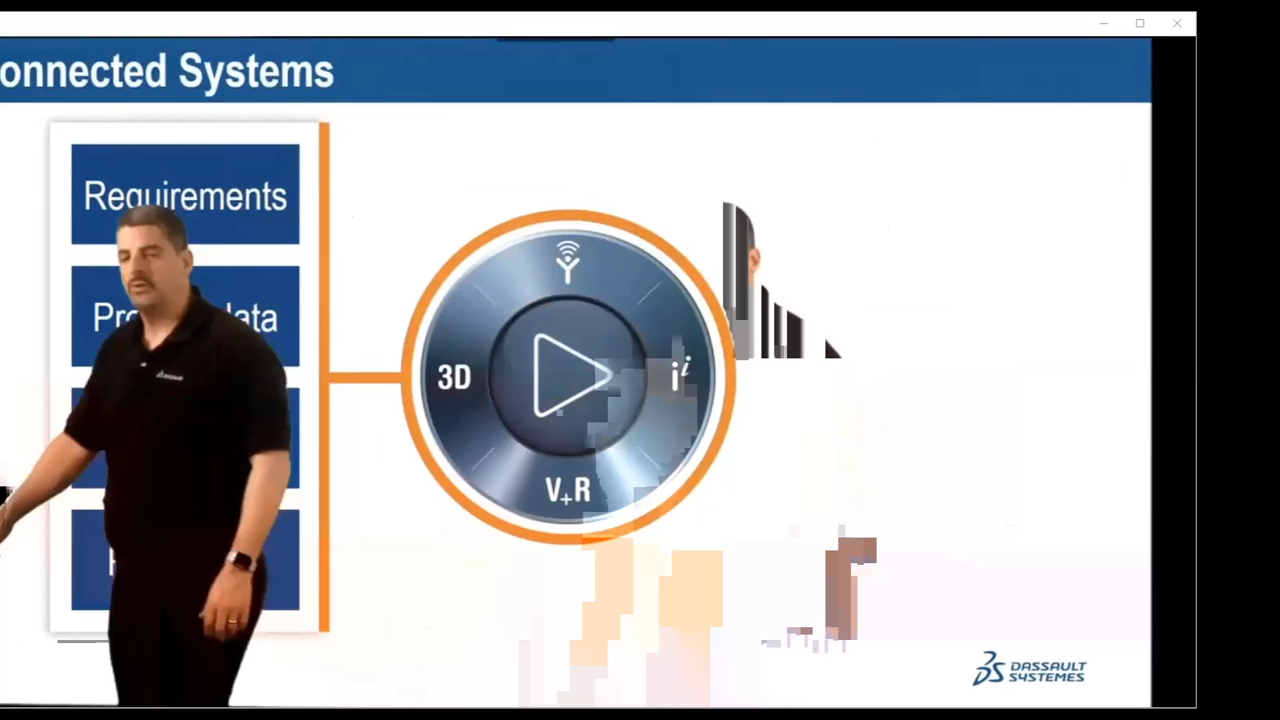 onnected Systems
Requirements
3D
V+R
DASSAULT
SYSTEMES